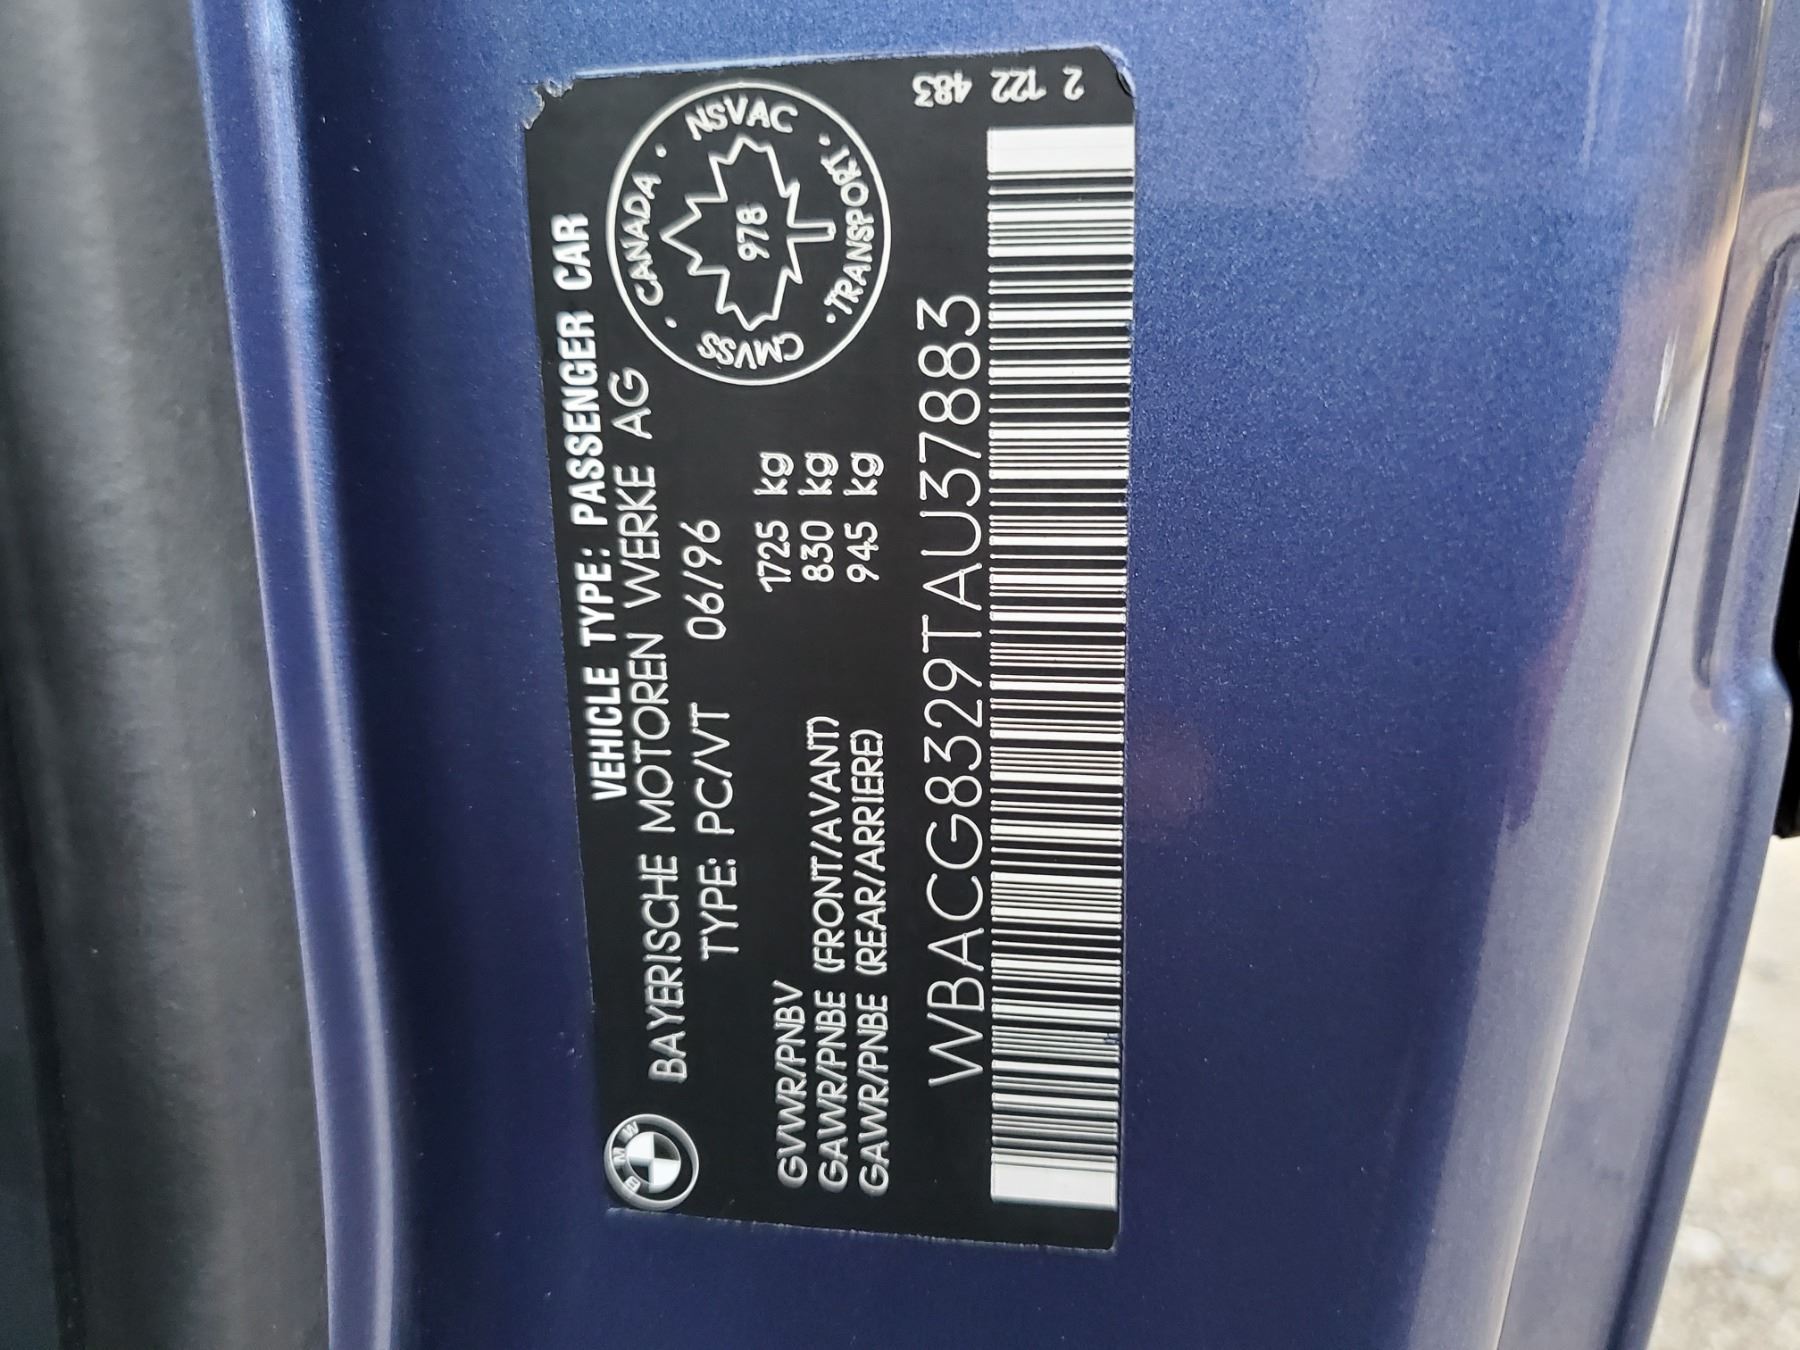 VEHICLE TYPE: PASSENGER CAR
BMW
BAYERISCHE MOTOREN WERKE AG
TYPE: PC/VT 06/96
CANADA
NSVAC
978
CMVSS
TRANSPORT
GVWR/PNBV 1725 kg
GAWR/PNBE (FRONT/AVANT) 830 kg
GAWR/PNBE (REAR/ARRIERE) 945 kg
WBACG8329TAU37883
2 122 483